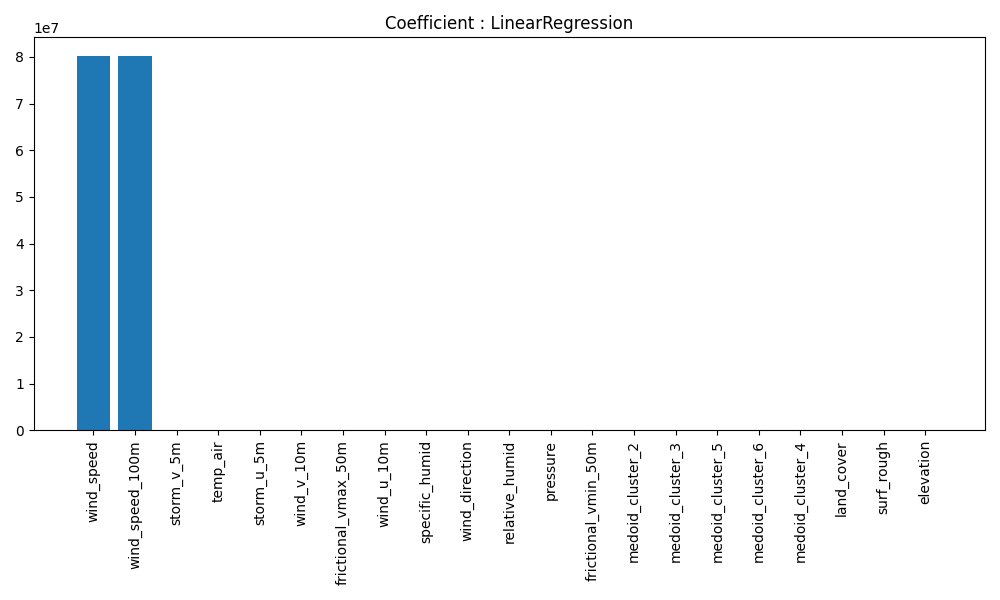 Coefficient : LinearRegression
1e7
8
7
6
5
4
3
2
1
0
wind_speed
wind_speed_100m
storm_v_5m
temp_air
storm_u_5m
wind_v_10m
frictional_vmax_50m
wind_u_10m
specific_humid
wind_direction
relative_humid
pressure
frictional_vmin_50m
medoid_cluster_2
medoid_cluster_3
medoid_cluster_5
medoid_cluster_6
medoid_cluster_4
land_cover
surf_rough
elevation